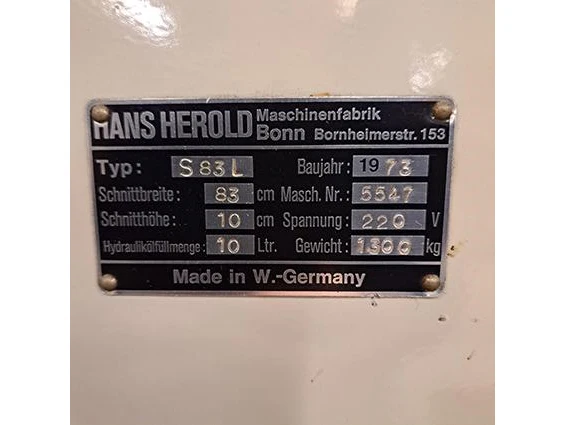 HANS HEROLD Maschinenfabrik
Bonn Bornheimerstr. 153
Typ: S 83 L Baujahr: 1973
Schnittbreite: 83 cm Masch. Nr.: 5547
Schnitthöhe: 10 cm Spannung: 220 V
Hydraulikölfüllmenge: 10 Ltr. Gewicht: 1300 kg
Made in W.-Germany